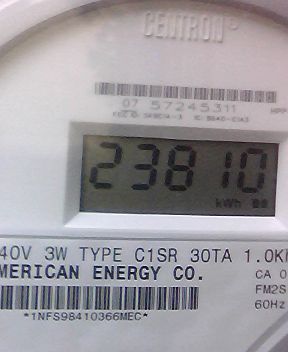 CENTRON®
07 57245311
23810
kWh
40V 3W TYPE C1SR 30TA 1.0K
MERICAN ENERGY CO.
CA 0
FM2S
60Hz
*1NFS98410366MEC*